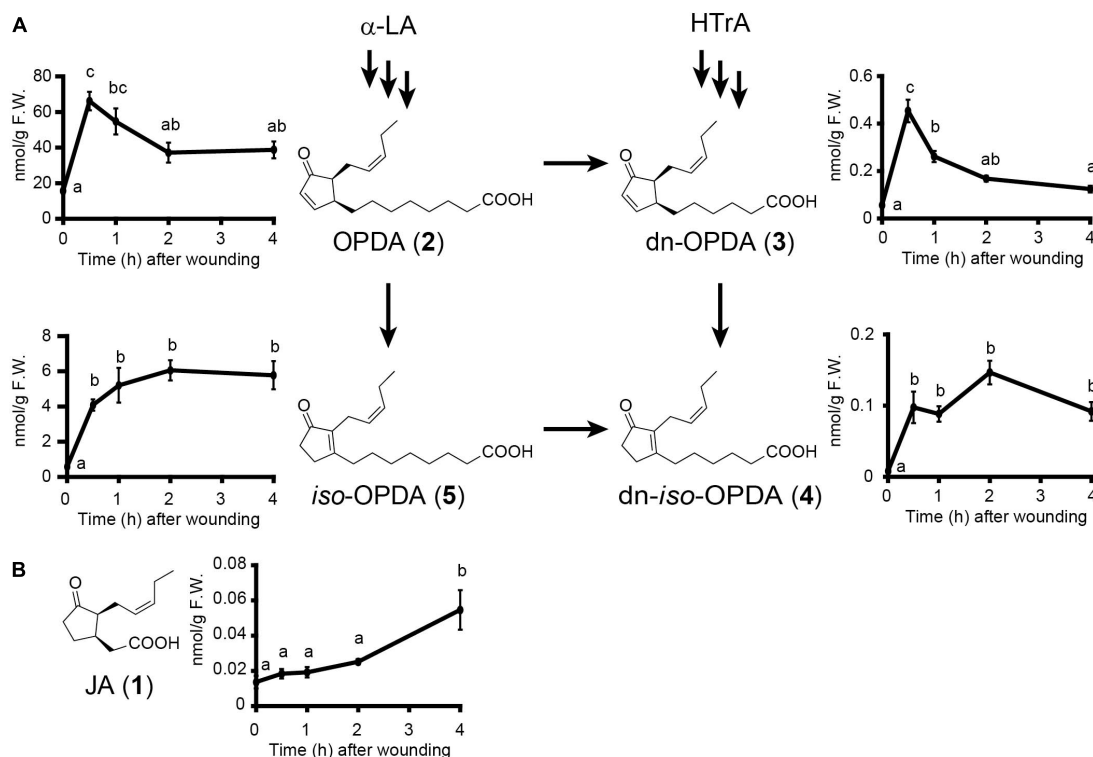 A
α-LA
HTrA
nmol/g F.W.
80
60
40
20
0
a
c
bc
ab
ab
0 1 2 3 4
Time (h) after wounding
O
COOH
OPDA (2)
O
COOH
dn-OPDA (3)
nmol/g F.W.
0.6
0.4
0.2
0
a
c
b
ab
a
0 1 2 3 4
Time (h) after wounding
nmol/g F.W.
8
6
4
2
0
a
b
b
b
b
0 1 2 3 4
Time (h) after wounding
O
COOH
iso-OPDA (5)
O
COOH
dn-iso-OPDA (4)
nmol/g F.W.
0.2
0.1
0
a
b
b
b
b
0 1 2 3 4
Time (h) after wounding
B
O
COOH
JA (1)
nmol/g F.W.
0.08
0.06
0.04
0.02
0
a
a
a
a
b
0 1 2 3 4
Time (h) after wounding